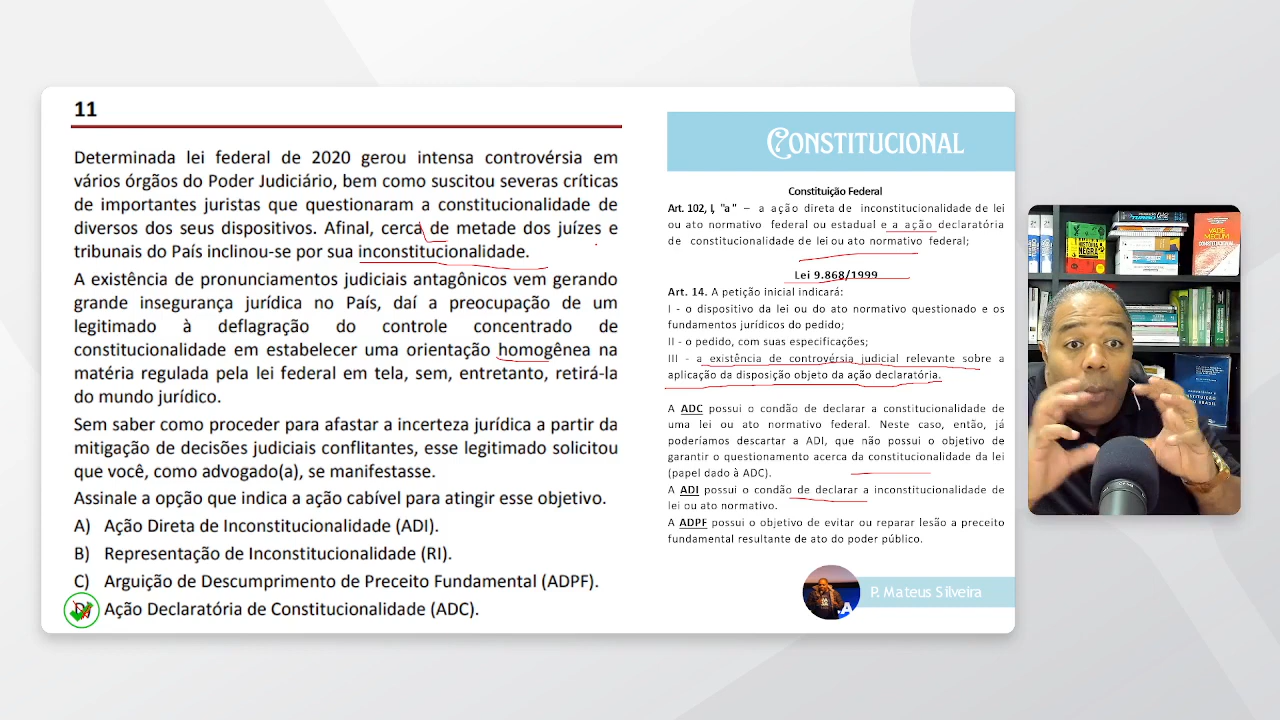 11
Determinada lei federal de 2020 gerou intensa controvérsia em
vários órgãos do Poder Judiciário, bem como suscitou severas críticas
de importantes juristas que questionaram a constitucionalidade de
diversos dos seus dispositivos. Afinal, cerca de metade dos juízes e
tribunais do País inclinou-se por sua inconstitucionalidade.
A existência de pronunciamentos judiciais antagônicos vem gerando
grande insegurança jurídica no País, daí a preocupação de um
legitimado à deflagração do controle concentrado de
constitucionalidade em estabelecer uma orientação homogênea na
matéria regulada pela lei federal em tela, sem, entretanto, retirá-la
do mundo jurídico.
Sem saber como proceder para afastar a incerteza jurídica a partir da
mitigação de decisões judiciais conflitantes, esse legitimado solicitou
que você, como advogado(a), se manifestasse.
Assinale a opção que indica a ação cabível para atingir esse objetivo.
A) Ação Direta de Inconstitucionalidade (ADI).
B) Representação de Inconstitucionalidade (RI).
C) Arguição de Descumprimento de Preceito Fundamental (ADPF).
D) Ação Declaratória de Constitucionalidade (ADC).
CONSTITUCIONAL
Constituição Federal
Art. 102, I, "a" – a ação direta de inconstitucionalidade de lei
ou ato normativo federal ou estadual e a ação declaratória
de constitucionalidade de lei ou ato normativo federal;
Lei 9.868/1999
Art. 14. A petição inicial indicará:
I - o dispositivo da lei ou do ato normativo questionado e os
fundamentos jurídicos do pedido;
II - o pedido, com suas especificações;
III - a existência de controvérsia judicial relevante sobre a
aplicação da disposição objeto da ação declaratória.
A ADC possui o condão de declarar a constitucionalidade de
uma lei ou ato normativo federal. Neste caso, então, já
poderíamos descartar a ADI, que não possui o objetivo de
garantir o questionamento acerca da constitucionalidade da lei
(papel dado à ADC).
A ADI possui o condão de declarar a inconstitucionalidade de
lei ou ato normativo.
A ADPF possui o objetivo de evitar ou reparar lesão a preceito
fundamental resultante de ato do poder público.
P. Mateus Silveira
VADE
MECUM